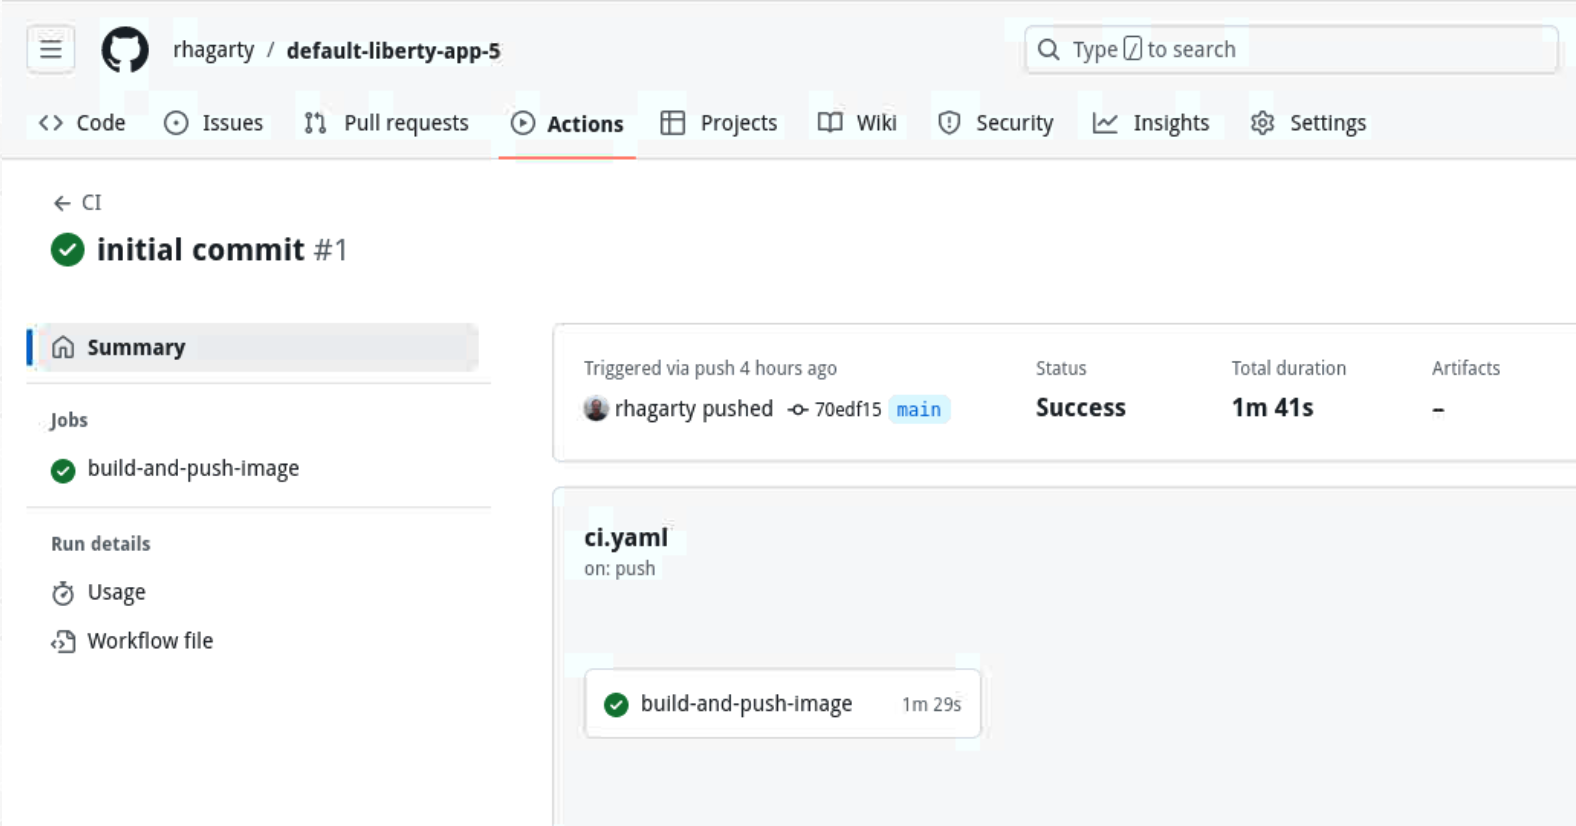 rhagarty / default-liberty-app-5
Type / to search
Code Issues Pull requests Actions Projects Wiki Security Insights Settings
← CI
initial commit #1
Summary
Jobs
build-and-push-image
Run details
Usage
Workflow file
Triggered via push 4 hours ago
rhagarty pushed 70edf15 main
Status
Success
Total duration
1m 41s
Artifacts
–
ci.yaml
on: push
build-and-push-image 1m 29s